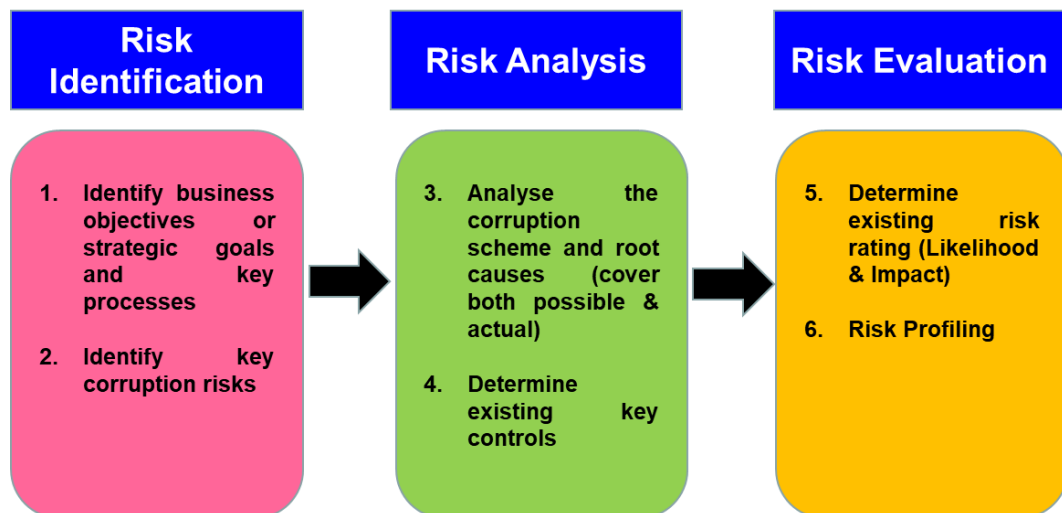 Risk
Identification
1. Identify business
objectives or
strategic goals
and key
processes
2. Identify key
corruption risks
Risk Analysis
3. Analyse the
corruption
scheme and root
causes (cover
both possible &
actual)
4. Determine
existing key
controls
Risk Evaluation
5. Determine
existing risk
rating (Likelihood
& Impact)
6. Risk Profiling